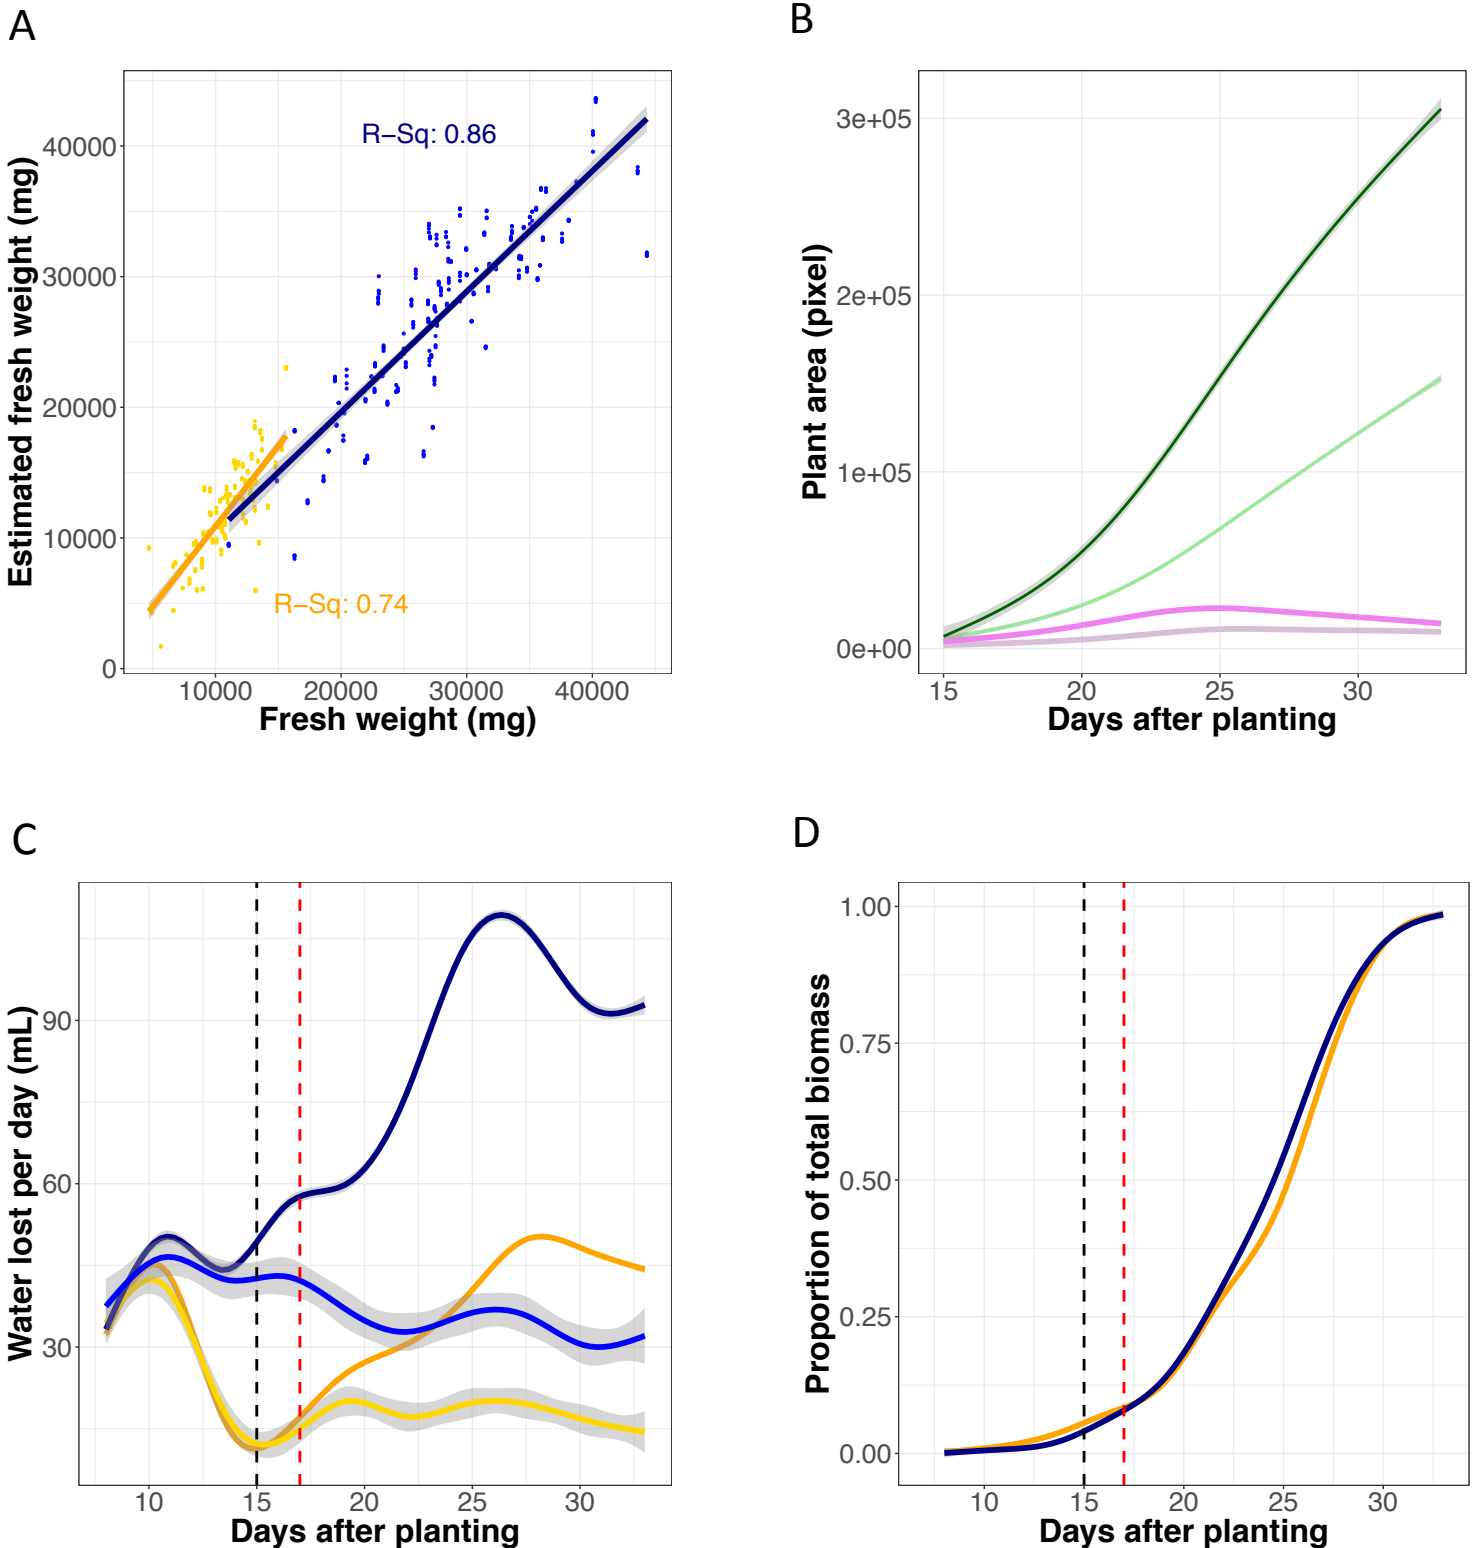 A
R−Sq: 0.86
R−Sq: 0.74
40000
30000
20000
10000
0
10000 20000 30000 40000
Fresh weight (mg)
Estimated fresh weight (mg)
B
3e+05
2e+05
1e+05
0e+00
15 20 25 30
Days after planting
Plant area (pixel)
C
90
60
30
10 15 20 25 30
Days after planting
Water lost per day (mL)
D
1.00
0.75
0.50
0.25
0.00
10 15 20 25 30
Days after planting
Proportion of total biomass